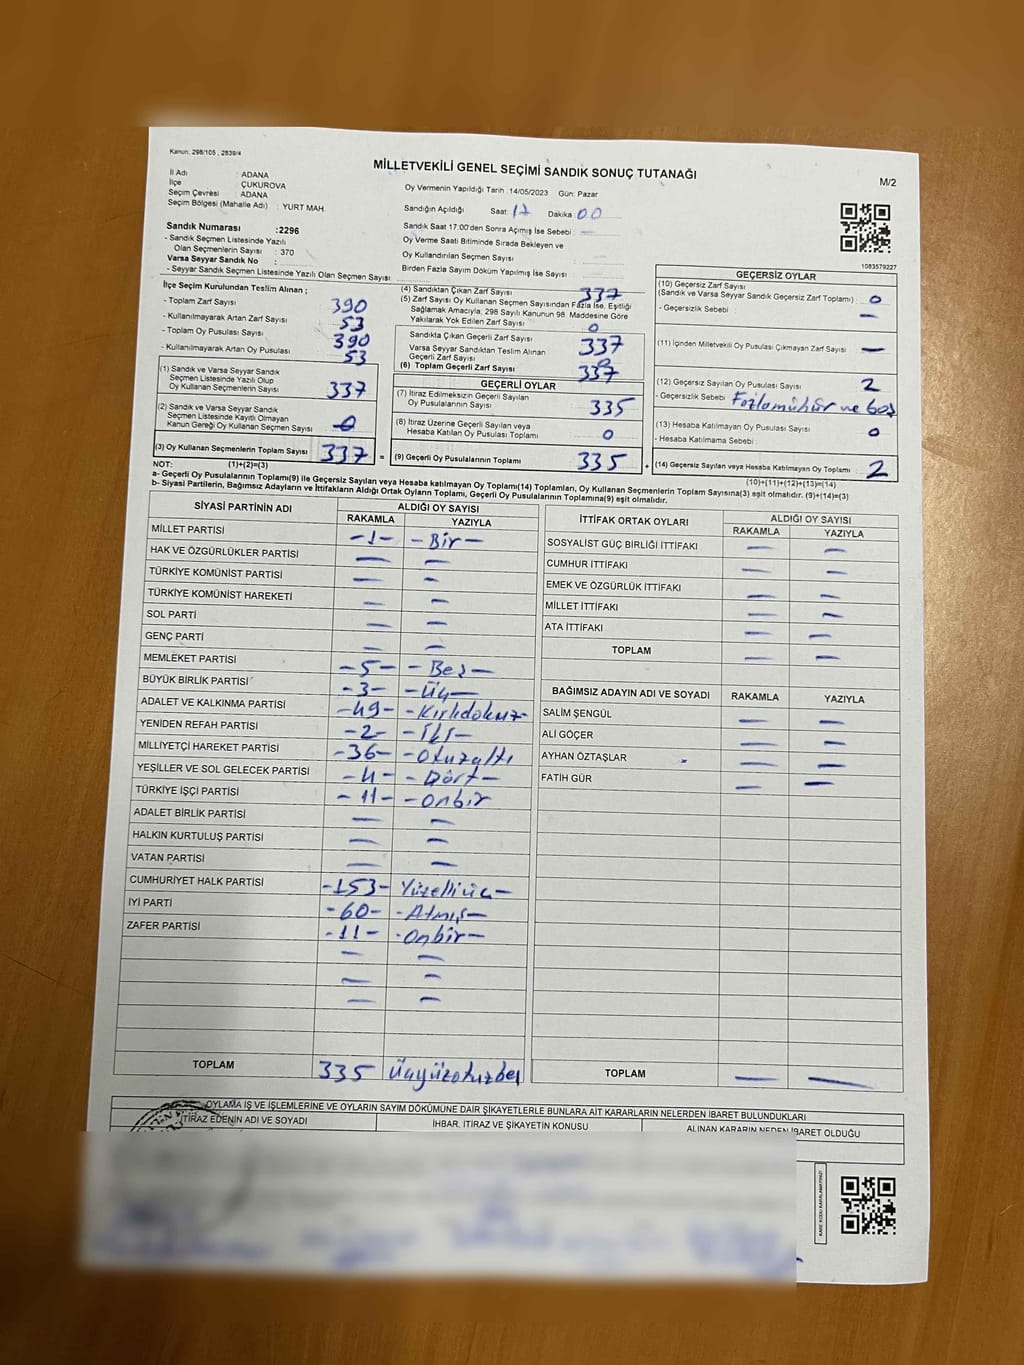 Kanun, 298/105 , 2839/4
MİLLETVEKİLİ GENEL SEÇİMİ SANDIK SONUÇ TUTANAĞI
M/2
İl Adı : ADANA
İlçe : ÇUKUROVA
Seçim Çevresi : ADANA
Seçim Bölgesi (Mahalle Adı) : YURT MAH.
Oy Vermenin Yapıldığı Tarih :14/05/2023 Gün: Pazar
Sandığın Açıldığı Saat: 17 Dakika 00
Sandık Numarası :2296
- Sandık Seçmen Listesinde Yazılı
Olan Seçmenlerin Sayısı : 370
Varsa Seyyar Sandık No :
- Seyyar Sandık Seçmen Listesinde Yazılı Olan Seçmen Sayısı:
Sandık Saat 17:00'den Sonra Açımış İse Sebebi : —
Oy Verme Saati Bitiminde Sırada Bekleyen ve
Oy Kullandırılan Seçmen Sayısı —
Birden Fazla Sayım Döküm Yapılmış İse Sayısı
1083579227
İlçe Seçim Kurulundan Teslim Alınan ;
- Toplam Zarf Sayısı 390
- Kullanılmayarak Artan Zarf Sayısı 53
- Toplam Oy Pusulası Sayısı 390
- Kullanılmayarak Artan Oy Pusulası 53
(1) Sandık ve Varsa Seyyar Sandık
Seçmen Listesinde Yazılı Olup
Oy Kullanan Seçmenlerin Sayısı 337
(2) Sandık ve Varsa Seyyar Sandık
Seçmen Listesinde Kayıtlı Olmayan
Kanun Gereği Oy Kullanan Seçmen Sayısı 0
(3) Oy Kullanan Seçmenlerin Toplam Sayısı 337 =
(4) Sandıktan Çıkan Zarf Sayısı 337
(5) Zarf Sayısı Oy Kullanan Seçmen Sayısından Fazla İse, Eşitliği
Sağlamak Amacıyla; 298 Sayılı Kanunun 98. Maddesine Göre
Yakılarak Yok Edilen Zarf Sayısı 0
Sandıkta Çıkan Geçerli Zarf Sayısı 337
Varsa Seyyar Sandıktan Teslim Alınan
Geçerli Zarf Sayısı 0
(6) Toplam Geçerli Zarf Sayısı 337
GEÇERLİ OYLAR
(7) İtiraz Edilmeksizin Geçerli Sayılan
Oy Pusulalarının Sayısı 335
(8) İtiraz Üzerine Geçerli Sayılan veya
Hesaba Katılan Oy Pusulası Toplamı 0
(9) Geçerli Oy Pusulalarının Toplamı 335 +
GEÇERSİZ OYLAR
(10) Geçersiz Zarf Sayısı
(Sandık ve Varsa Seyyar Sandık Geçersiz Zarf Toplamı) : 0
- Geçersizlik Sebebi —
(11) İçinden Milletvekili Oy Pusulası Çıkmayan Zarf Sayısı —
(12) Geçersiz Sayılan Oy Pusulası Sayısı 2
- Geçersizlik Sebebi Fazlamühür ve boş
(13) Hesaba Katılmayan Oy Pusulası Sayısı 0
- Hesaba Katılmama Sebebi
(14) Geçersiz Sayılan veya Hesaba Katılmayan Oy Toplamı 2
NOT: (1)+(2)=(3)
(10)+(11)+(12)+(13)=(14)
a- Geçerli Oy Pusulalarının Toplamı(9) ile Geçersiz Sayılan veya Hesaba Katılmayan Oy Toplamı(14) Toplamları, Oy Kullanan Seçmenlerin Toplam Sayısına(3) eşit olmalıdır. (9)+(14)=(3)
b- Siyasi Partilerin, Bağımsız Adayların ve İttifakların Aldığı Ortak Oyların Toplamı, Geçerli Oy Pusulalarının Toplamına(9) eşit olmalıdır.
SİYASİ PARTİNİN ADI ALDIĞI OY SAYISI
RAKAMLA YAZIYLA
MİLLET PARTİSİ -1- -Bir-
HAK VE ÖZGÜRLÜKLER PARTİSİ — —
TÜRKİYE KOMÜNİST PARTİSİ — —
TÜRKİYE KOMÜNİST HAREKETİ — —
SOL PARTİ — —
GENÇ PARTİ — —
MEMLEKET PARTİSİ -5- -Beş-
BÜYÜK BİRLİK PARTİSİ -3- -Üç-
ADALET VE KALKINMA PARTİSİ -49- -Kırkdokuz-
YENİDEN REFAH PARTİSİ -2- -İki-
MİLLİYETÇİ HAREKET PARTİSİ -36- -Otuzaltı
YEŞİLLER VE SOL GELECEK PARTİSİ -4- -Dört-
TÜRKİYE İŞÇİ PARTİSİ -11- -Onbir
ADALET BİRLİK PARTİSİ — —
HALKIN KURTULUŞ PARTİSİ — —
VATAN PARTİSİ — —
CUMHURİYET HALK PARTİSİ -153- Yüzelliüç-
İYİ PARTİ -60- -Atmış-
ZAFER PARTİSİ -11- -Onbir-
— —
— —
— —
TOPLAM 335 Üçyüzotuzbeş
İTTİFAK ORTAK OYLARI ALDIĞI OY SAYISI
RAKAMLA YAZIYLA
SOSYALİST GÜÇ BİRLİĞİ İTTİFAKI — —
CUMHUR İTTİFAKI — —
EMEK VE ÖZGÜRLÜK İTTİFAKI — —
MİLLET İTTİFAKI — —
ATA İTTİFAKI — —
TOPLAM — —
BAĞIMSIZ ADAYIN ADI VE SOYADI RAKAMLA YAZIYLA
SALİM ŞENGÜL — —
ALİ GÖÇER — —
AYHAN ÖZTAŞLAR — —
FATİH GÜR — —
TOPLAM — —
OYLAMA İŞ VE İŞLEMLERİNE VE OYLARIN SAYIM DÖKÜMÜNE DAİR ŞİKAYETLERLE BUNLARA AİT KARARLARIN NELERDEN İBARET BULUNDUKLARI
İTİRAZ EDENİN ADI VE SOYADI İHBAR, İTİRAZ VE ŞİKAYETİN KONUSU ALINAN KARARIN NEDEN İBARET OLDUĞU